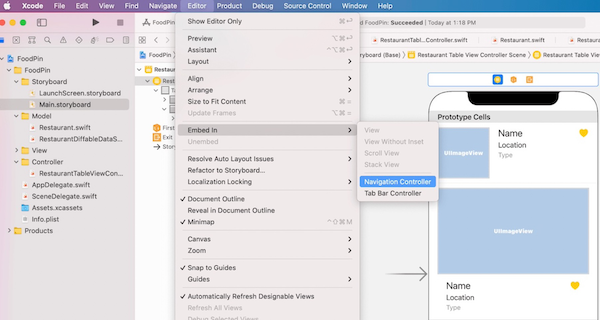 Xcode File Edit View Find Navigate Editor Product Debug Source Control Window Help
FoodPin
FoodPin: Succeeded | Today at 1:18 PM
RestaurantTabl...Controller.swift Restaurant.swift RestaurantDiffableDataS
FoodPin
FoodPin
Storyboard
LaunchScreen.storyboard
Main.storyboard
Model
Restaurant.swift
RestaurantDiffableDataS...
View
Controller
RestaurantTableViewCon...
AppDelegate.swift
SceneDelegate.swift
Assets.xcassets
Info.plist
Products
FoodPin
Restaurant
First
Exit
Show Editor Only
Preview
Assistant
Layout
Align
Arrange
Size to Fit Content
Update Frames
Embed In
Unembed
Resolve Auto Layout Issues
Refactor to Storyboard...
Localization Locking
Document Outline
Reveal in Document Outline
Minimap
Canvas
Zoom
Snap to Guides
Guides
Automatically Refresh Designable Views
Refresh All Views
Debug Selected Views
View
View Without Inset
Scroll View
Stack View
Navigation Controller
Tab Bar Controller
(Base) Restaurant Table View Controller Scene Restaurant Table View
Prototype Cells
UIImageView
Name
Location
Type
UIImageView
Name
Location
Type